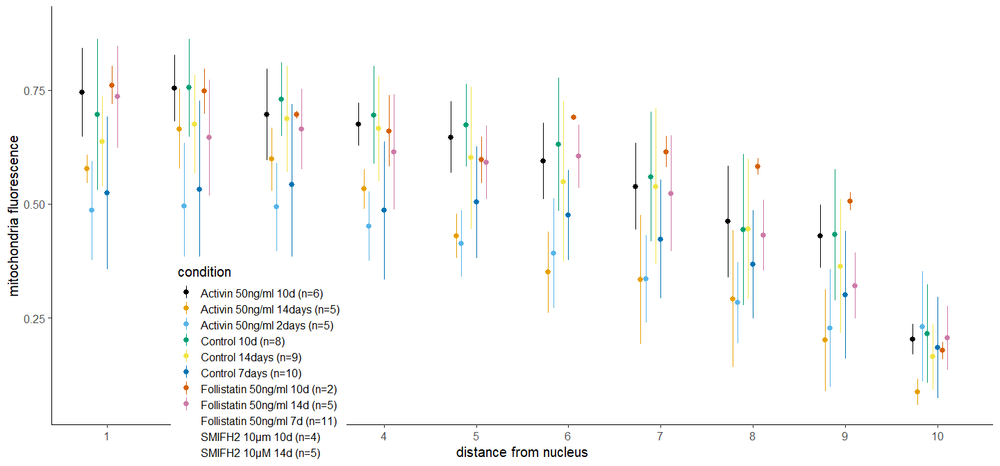 mitochondria fluorescence
0.75
0.50
0.25
condition
Activin 50ng/ml 10d (n=6)
Activin 50ng/ml 14days (n=5)
Activin 50ng/ml 2days (n=5)
Control 10d (n=8)
Control 14days (n=9)
Control 7days (n=10)
Follistatin 50ng/ml 10d (n=2)
Follistatin 50ng/ml 14d (n=5)
Follistatin 50ng/ml 7d (n=11)
SMIFH2 10µm 10d (n=4)
SMIFH2 10µM 14d (n=5)
1 4 5 6 7 8 9 10
distance from nucleus